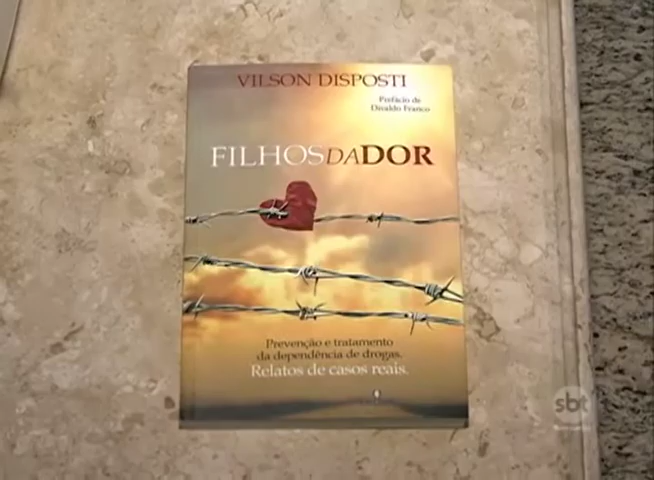 VILSON DISPOSTI
Prefácio de
Divaldo Franco
FILHOSDADOR
Prevenção e tratamento
da dependência de drogas.
Relatos de casos reais.
sbt